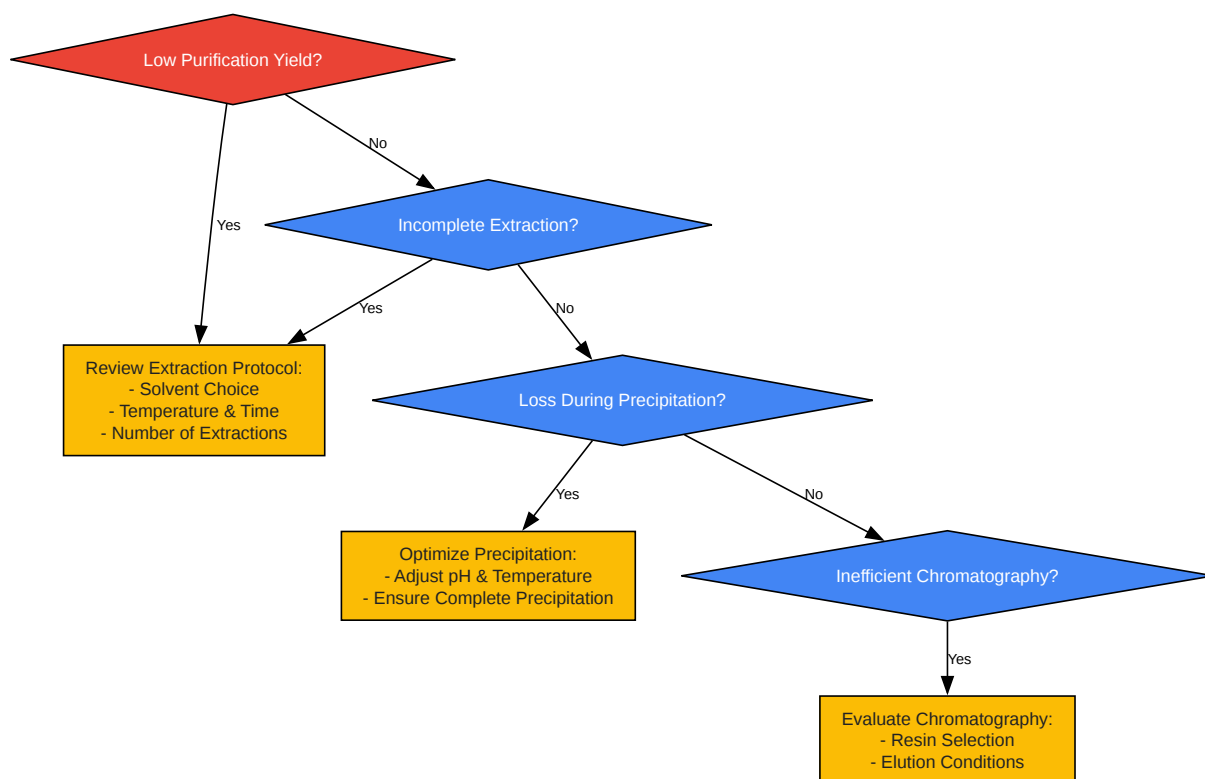 Low Purification Yield?
No
Yes
Incomplete Extraction?
Yes
No
Review Extraction Protocol:
- Solvent Choice
- Temperature & Time
- Number of Extractions
Loss During Precipitation?
Yes
No
Optimize Precipitation:
- Adjust pH & Temperature
- Ensure Complete Precipitation
Inefficient Chromatography?
Yes
Evaluate Chromatography:
- Resin Selection
- Elution Conditions